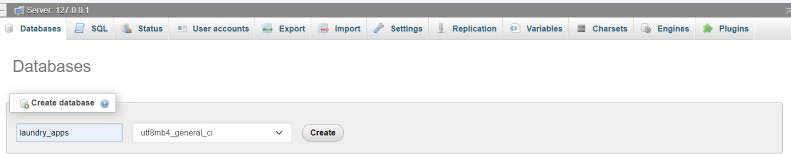 Server: 127.0.0.1
Databases SQL Status User accounts Export Import Settings Replication Variables Charsets Engines Plugins
Databases
Create database
laundry_apps utf8mb4_general_ci Create